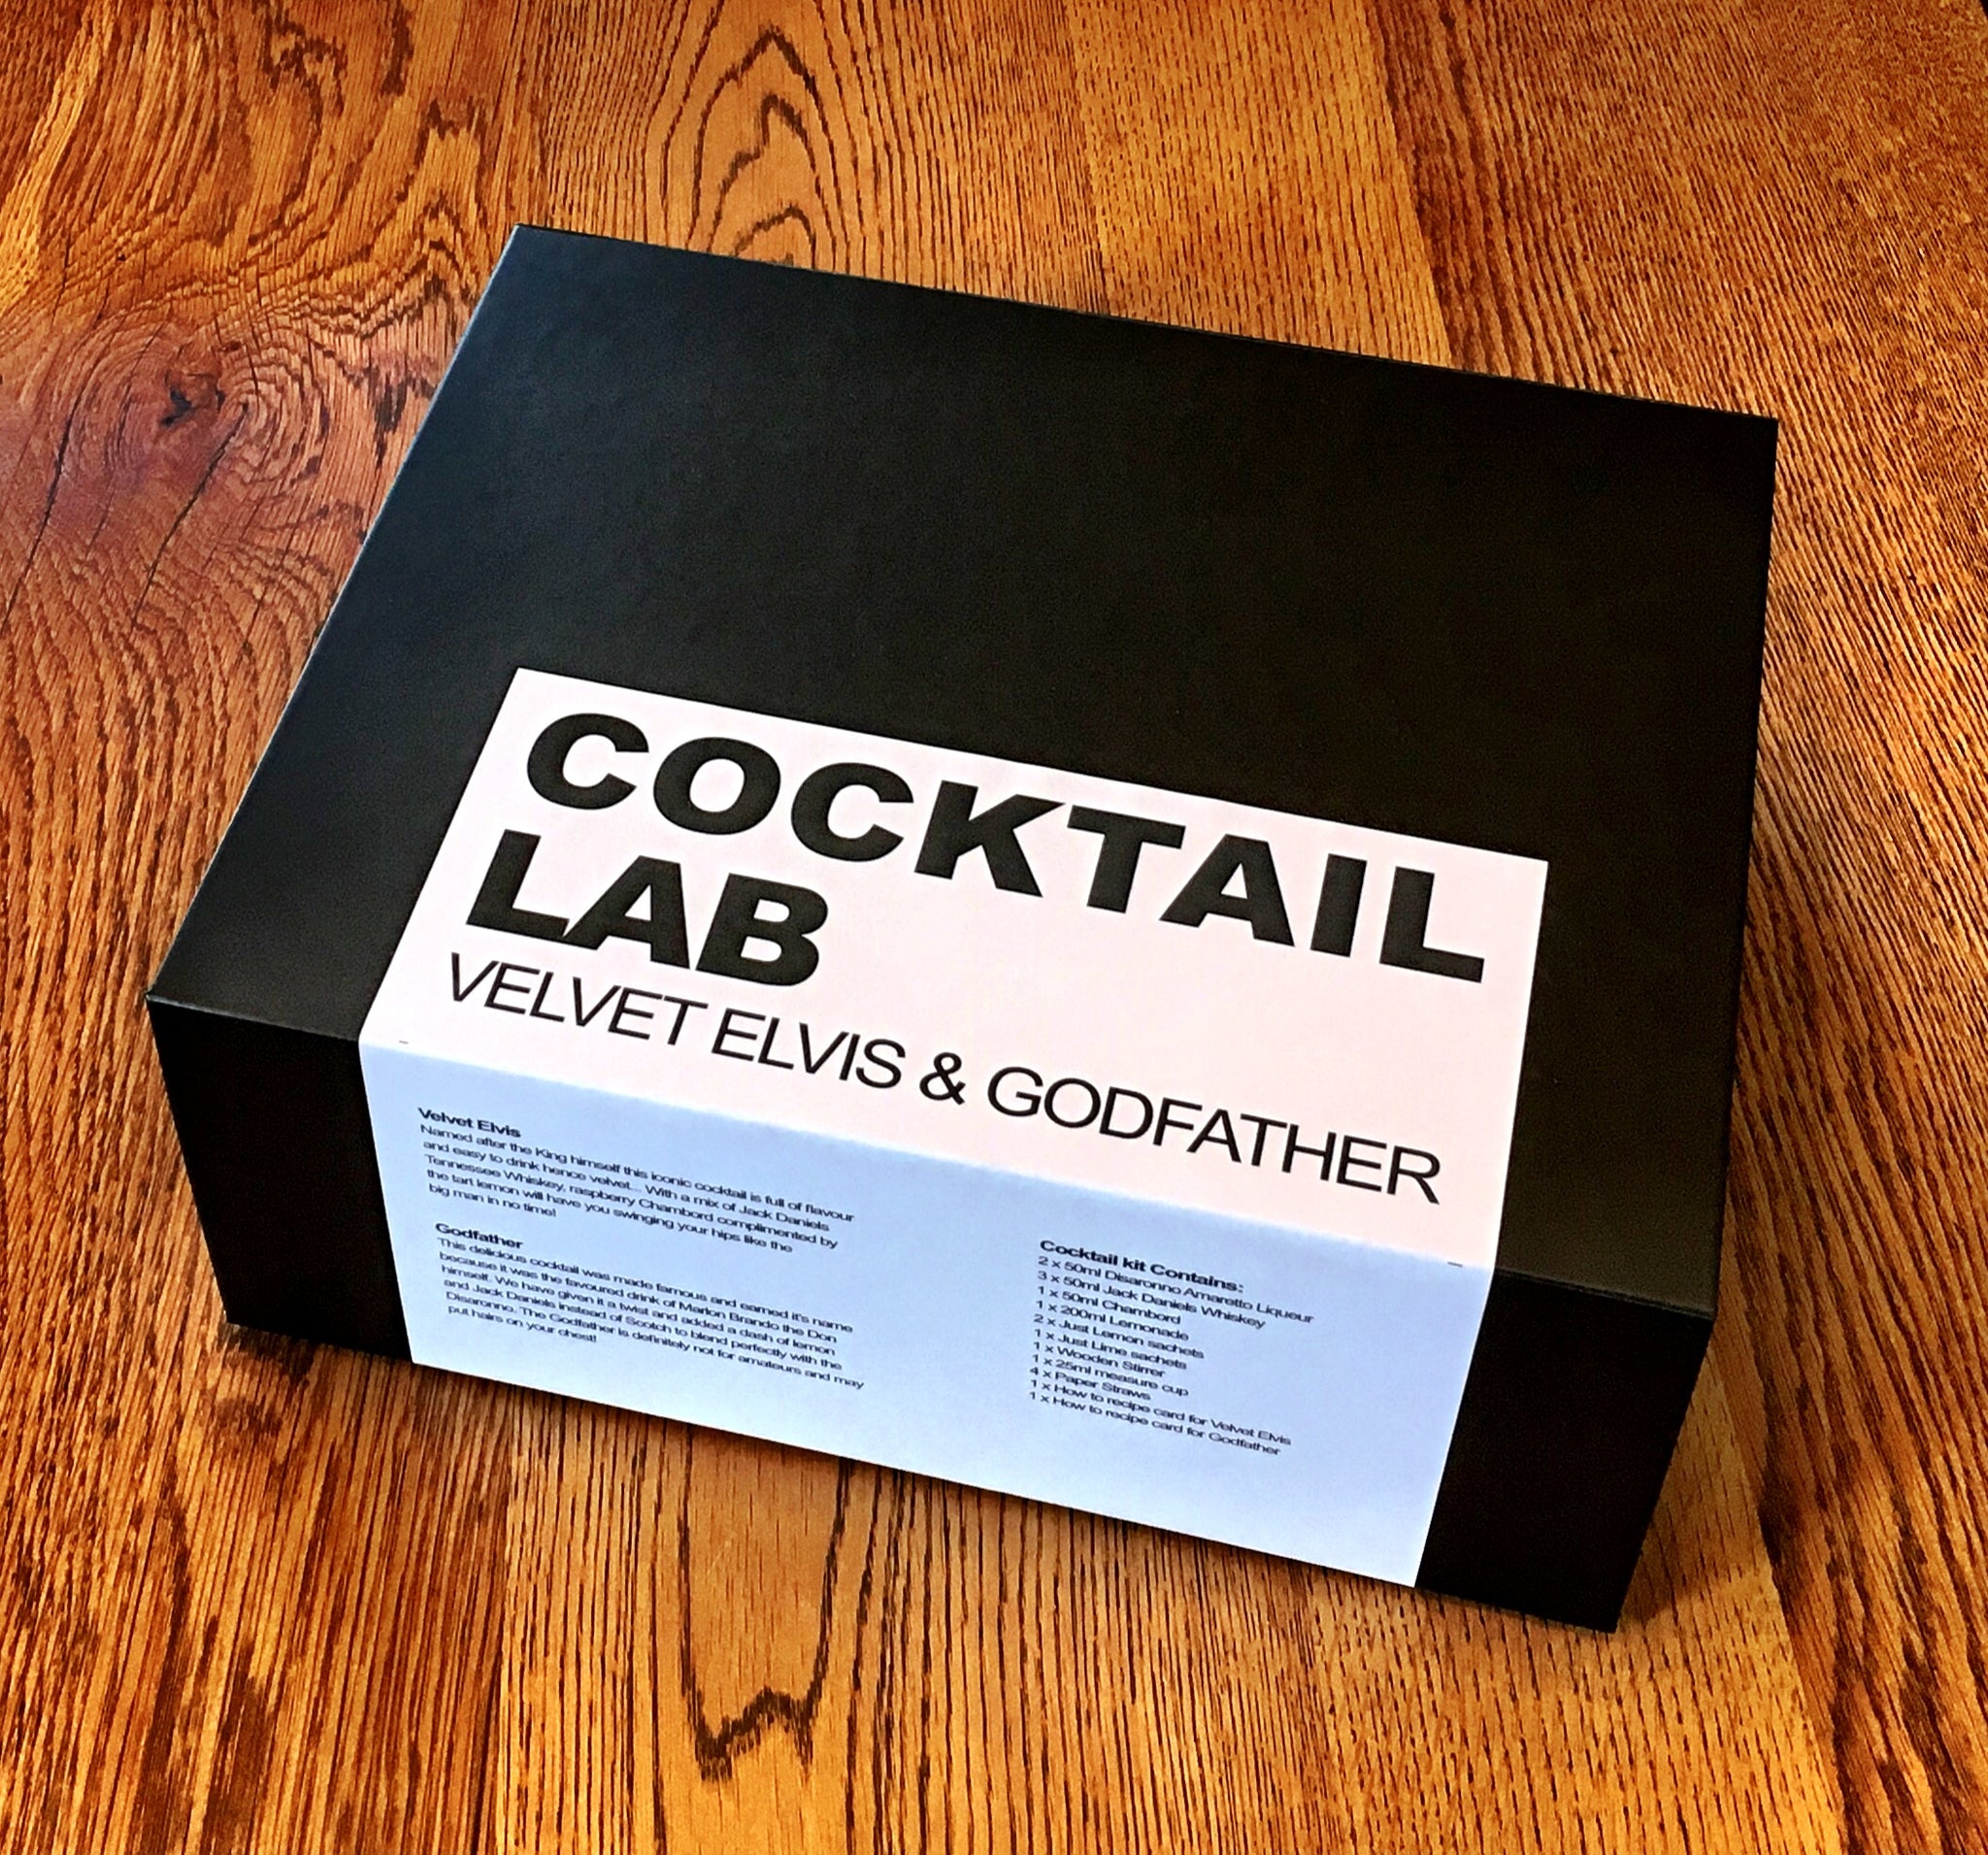 COCKTAIL
LAB
VELVET ELVIS & GODFATHER
Velvet Elvis
Named after the King himself this iconic cocktail is full of flavour
and easy to drink hence velvet... With a mix of Jack Daniels
Tennessee Whiskey, raspberry Chambord complimented by
the tart lemon will have you swinging your hips like the
big man in no time!
Godfather
This delicious cocktail was made famous and earned it's name
because it was the favoured drink of Marlon Brando the Don
himself. We have given it a twist and added a dash of lemon
and Jack Daniels instead of Scotch to blend perfectly with the
Disaronno. The Godfather is definitely not for amateurs and may
put hairs on your chest!
Cocktail kit Contains:
2 x 50ml Disaronno Amaretto Liqueur
3 x 50ml Jack Daniels Whiskey
1 x 50ml Chambord
1 x 200ml Lemonade
2 x Just Lemon sachets
1 x Just Lime sachets
1 x Wooden Stirrer
1 x 25ml measure cup
4 x Paper Straws
1 x How to recipe card for Velvet Elvis
1 x How to recipe card for Godfather